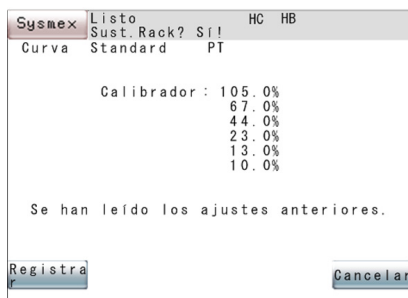 Sysmex Listo HC HB
Sust.Rack? Sí!
Curva Standard PT
Calibrador: 105.0%
67.0%
44.0%
23.0%
13.0%
10.0%
Se han leído los ajustes anteriores.
Registra
r
Cancelar